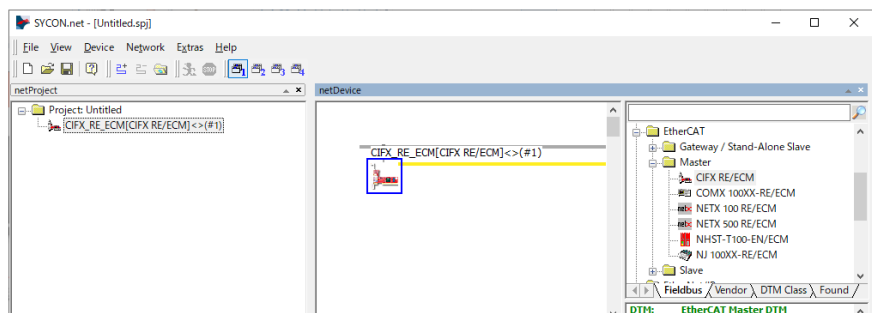 SYCON.net - [Untitled.spj]
File View Device Network Extras Help
netProject
netDevice
Project: Untitled
CIFX_RE_ECM[CIFX RE/ECM]<>(#1)
CIFX_RE_ECM[CIFX RE/ECM]<>(#1)
EtherCAT
Gateway / Stand-Alone Slave
Master
CIFX RE/ECM
COMX 100XX-RE/ECM
NETX 100 RE/ECM
NETX 500 RE/ECM
NHST-T100-EN/ECM
NJ 100XX-RE/ECM
Slave
Fieldbus Vendor DTM Class Found
DTM: EtherCAT Master DTM